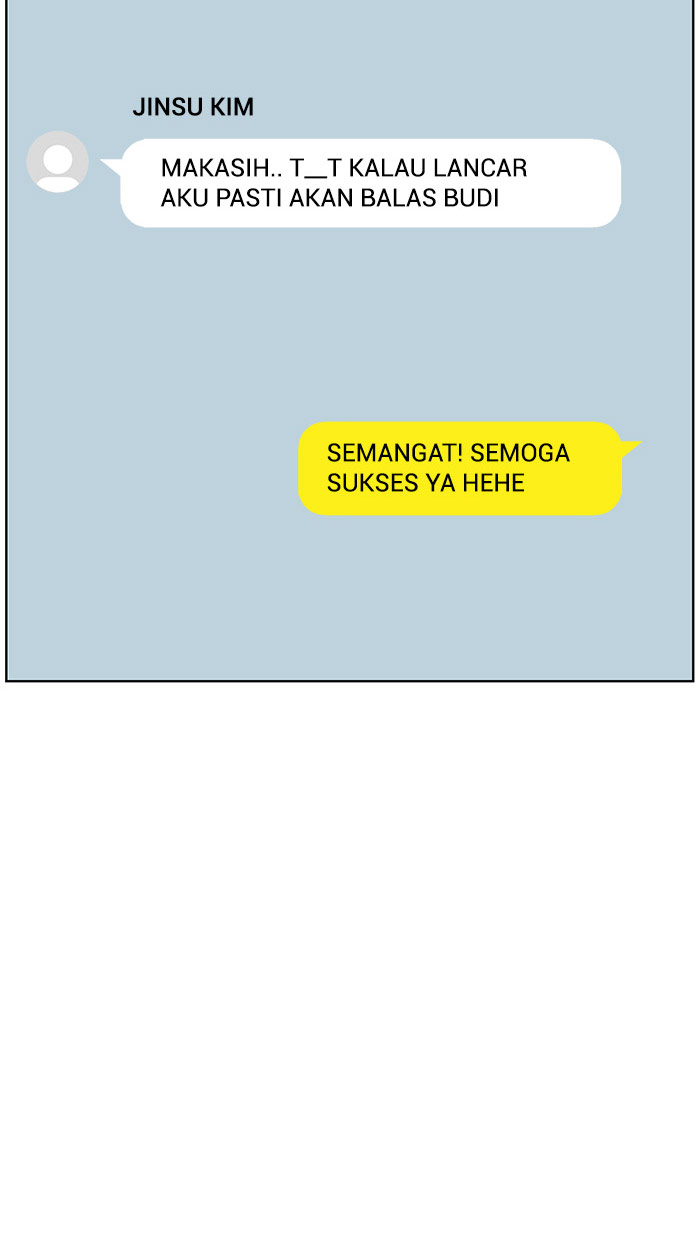 JINSU KIM
MAKASIH.. T__T KALAU LANCAR
AKU PASTI AKAN BALAS BUDI
SEMANGAT! SEMOGA
SUKSES YA HEHE